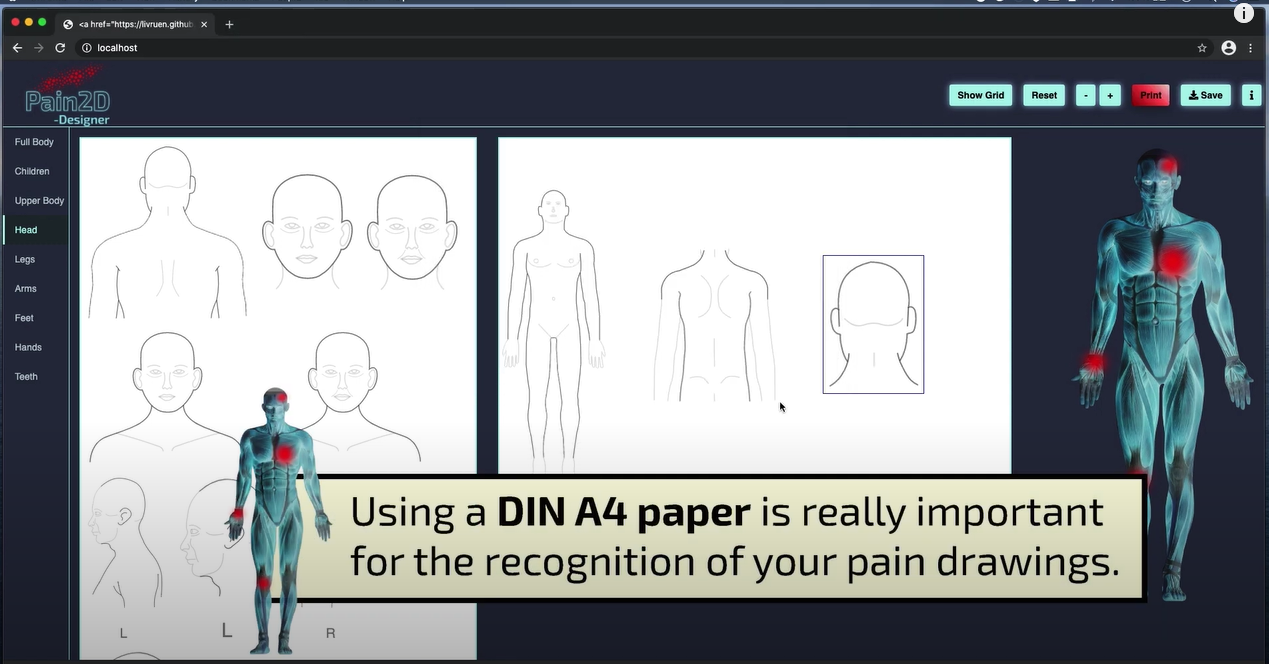 <a href="https://livruen.github
localhost
Pain2D
-Designer
Show Grid
Reset
-
+
Print
Save
i
Full Body
Children
Upper Body
Head
Legs
Arms
Feet
Hands
Teeth
Using a DIN A4 paper is really important
for the recognition of your pain drawings.
L
L
R